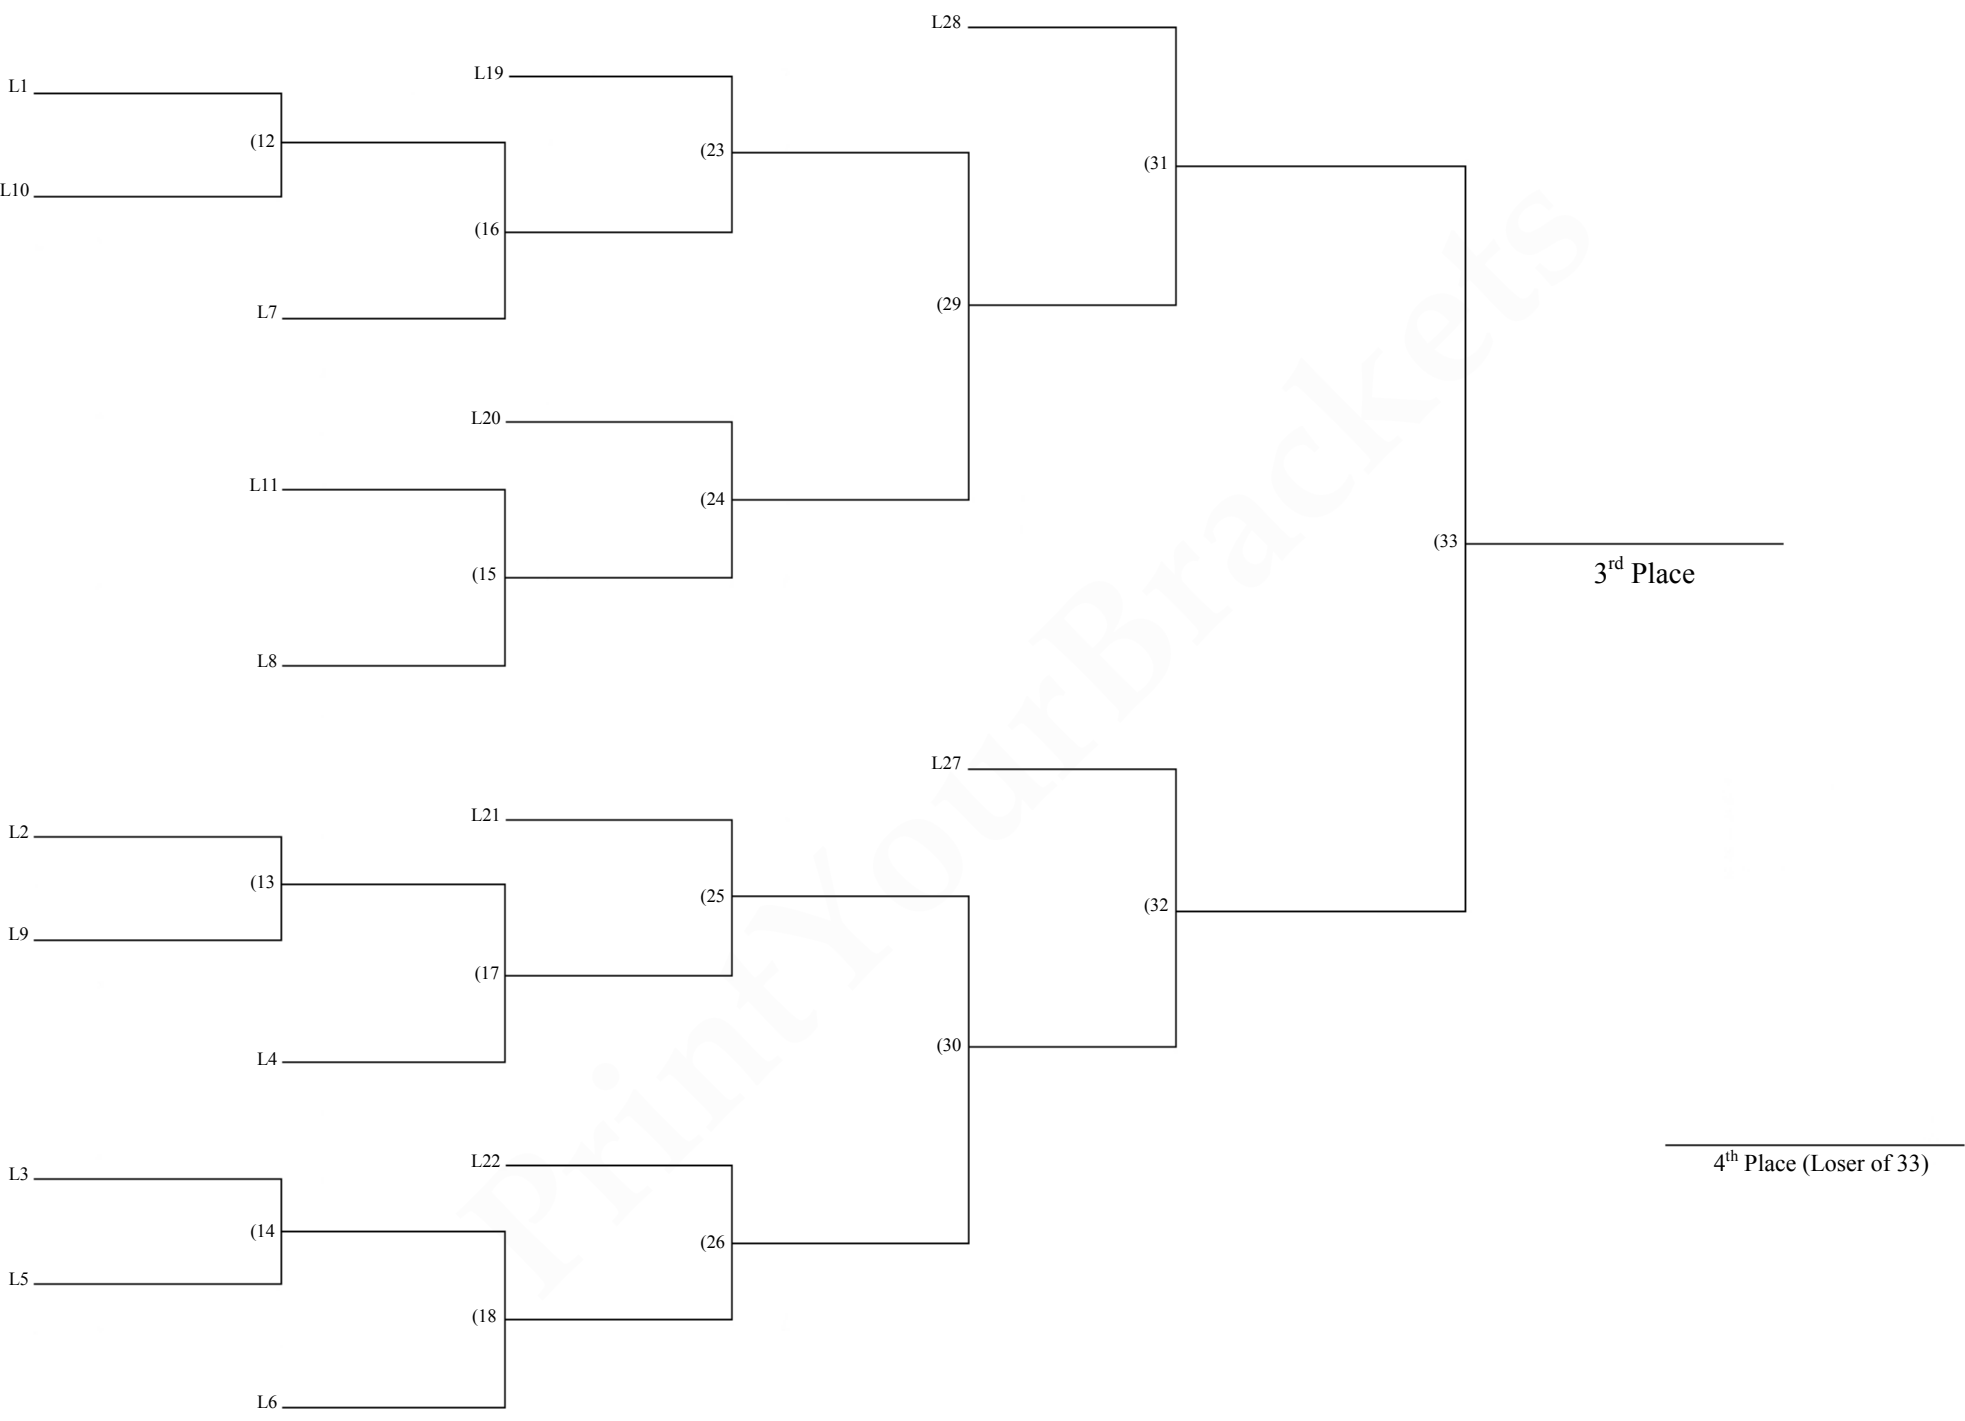 L28
L19
L1
(12
(23
(31
L10
(16
(29
L7
L20
L11
(24
(33
3rd Place
(15
L8
L27
L21
L2
(13
(25
(32
L9
(17
(30
L4
L22
4th Place (Loser of 33)
L3
(14
(26
L5
(18
L6
PrintYourBrackets